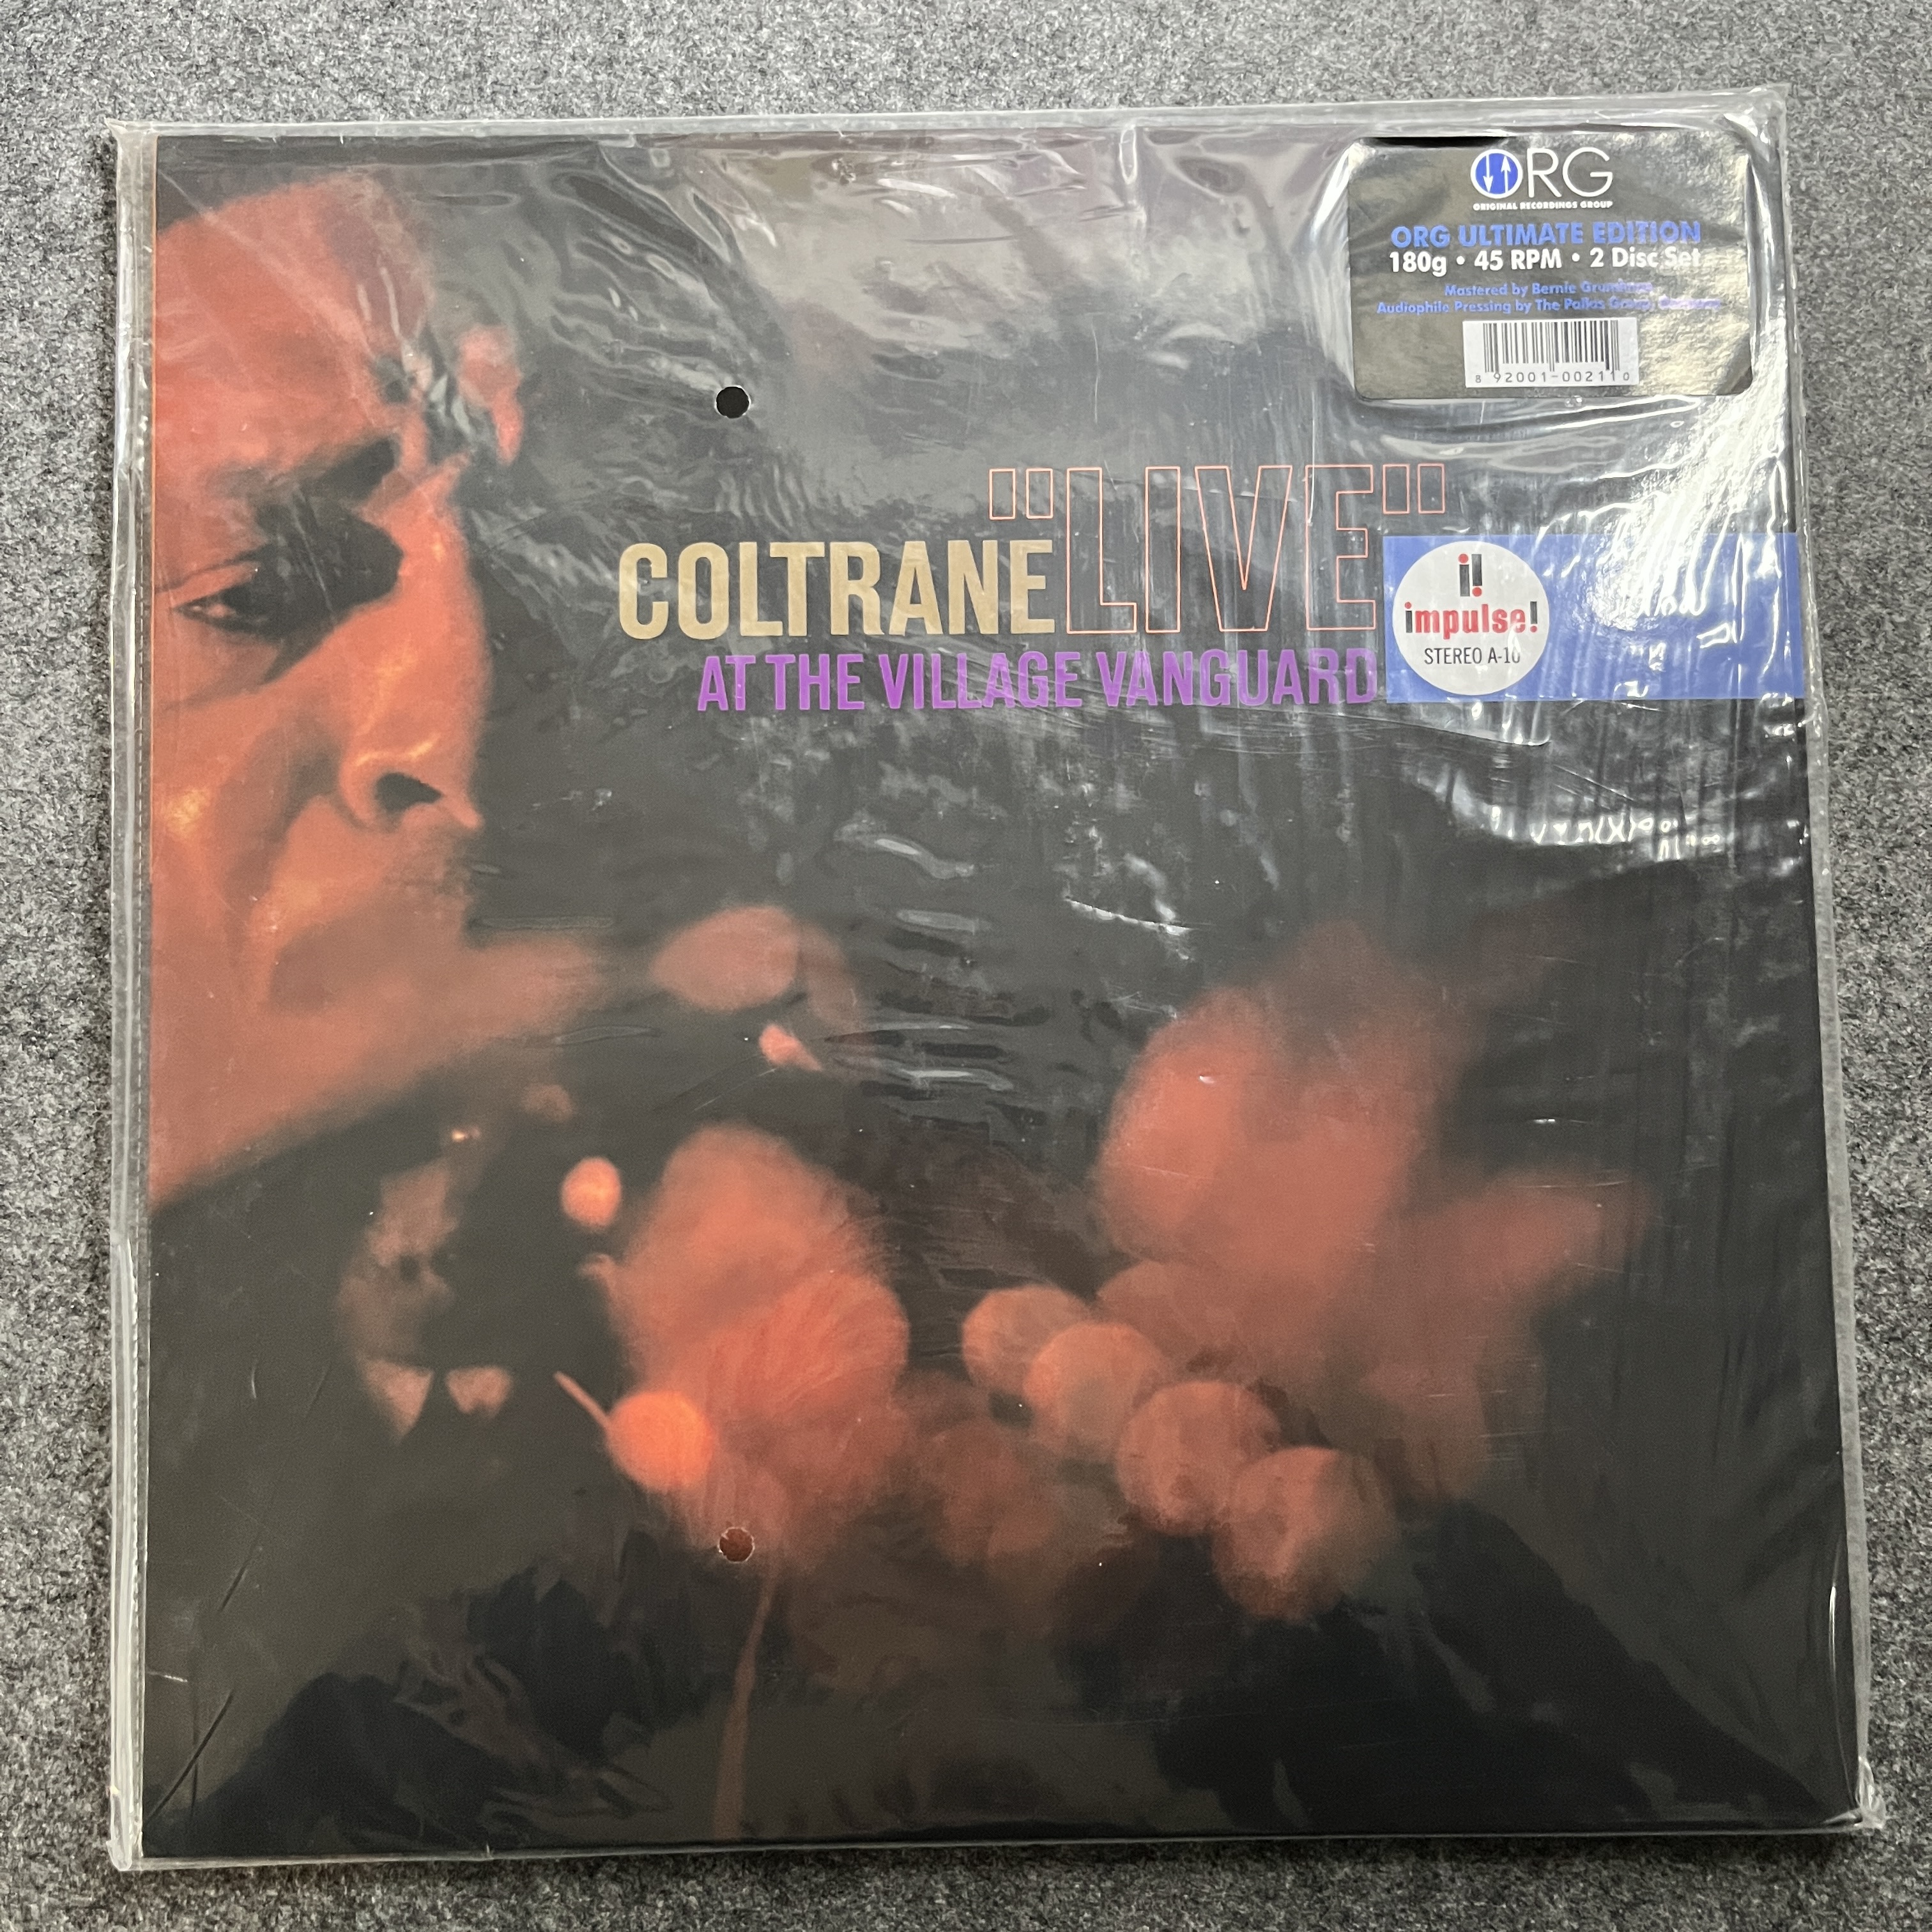 ORG
ORIGINAL RECORDINGS GROUP
ORG ULTIMATE EDITION
180g • 45 RPM • 2 Disc Set
Mastered by Bernie Grundman
Audiophile Pressing by The Pallas Group, Germany
8 92001-00211 0
"LIVE"
COLTRANE
AT THE VILLAGE VANGUARD
i!
impulse!
STEREO A-10